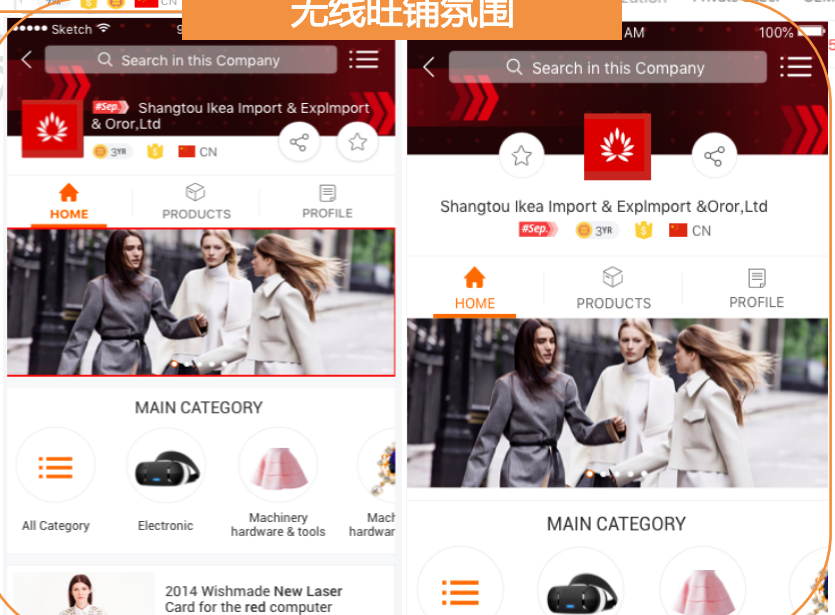 CN
无线旺铺氛围
Sketch
Search in this Company
#Sep. Shangtou Ikea Import & ExpImport
& Oror,Ltd
3YR
$
CN
HOME
PRODUCTS
PROFILE
MAIN CATEGORY
All Category
Electronic
Machinery
hardware & tools
Mach
hardwar
2014 Wishmade New Laser
Card for the red computer
AM
100%
Search in this Company
Shangtou Ikea Import & ExpImport &Oror,Ltd
#Sep.
3YR
$
CN
HOME
PRODUCTS
PROFILE
MAIN CATEGORY